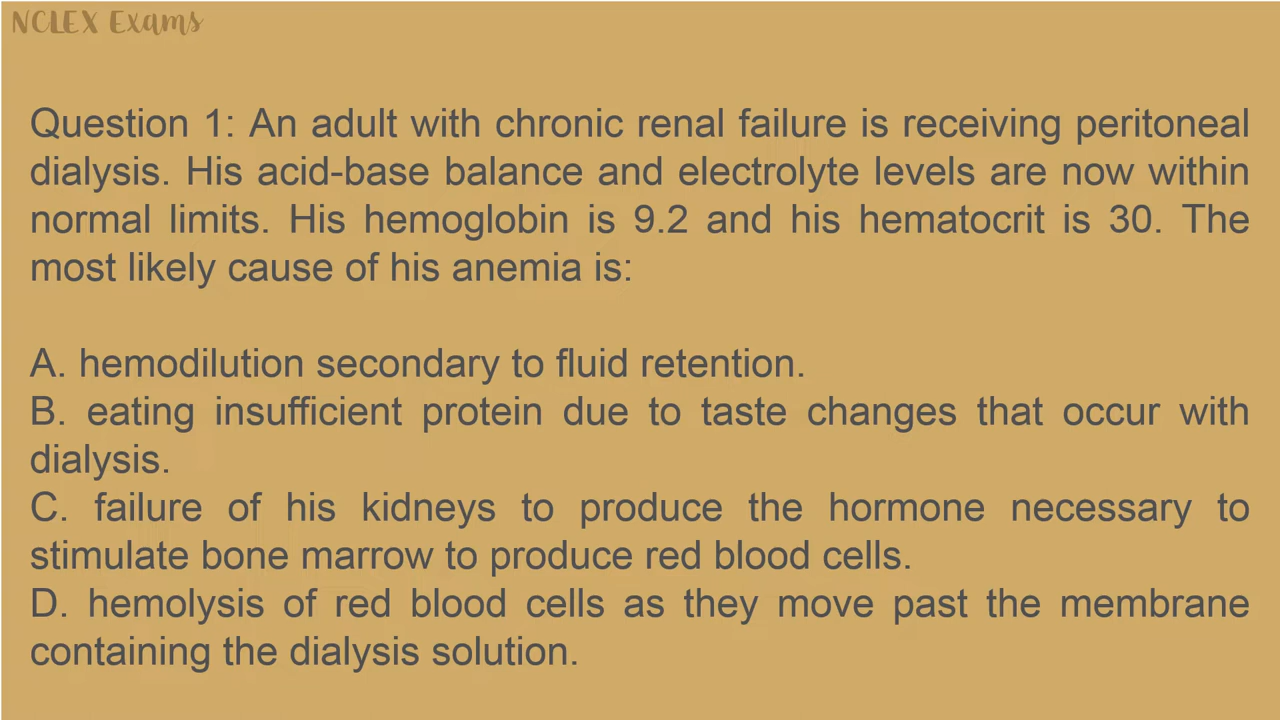 NCLEX Exams
Question 1: An adult with chronic renal failure is receiving peritoneal
dialysis. His acid-base balance and electrolyte levels are now within
normal limits. His hemoglobin is 9.2 and his hematocrit is 30. The
most likely cause of his anemia is:
A. hemodilution secondary to fluid retention.
B. eating insufficient protein due to taste changes that occur with
dialysis.
C. failure of his kidneys to produce the hormone necessary to
stimulate bone marrow to produce red blood cells.
D. hemolysis of red blood cells as they move past the membrane
containing the dialysis solution.